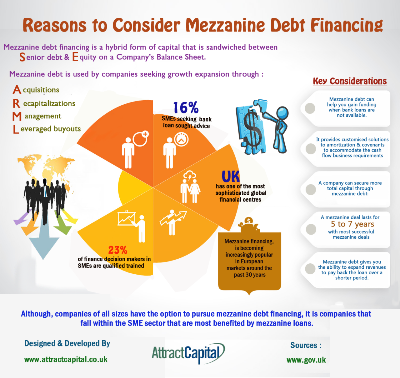 Reasons to Consider Mezzanine Debt Financing
Mezzanine debt financing is a hybrid form of capital that is sandwiched between
Senior debt & Equity on a Company's Balance Sheet.
Mezzanine debt is used by companies seeking growth expansion through :
Acquisitions
Recapitalizations
Management
Leveraged buyouts
16%
SMEs seeking bank
loan sought advice
UK
has one of the most
sophisticated global
financial centres
23%
of finance decision makers in
SMEs are qualified trained
Mezzanine financing,
is becoming
increasingly popular
in European
markets around the
past 30 years
Key Considerations
Mezzanine debt can
help you gain funding
when bank loans are
not available.
It provides customised solutions
to amortization & covenants
to accommodate the cash
flow business requirements.
A company can secure more
total capital through
mezzanine debt.
A mezzanine deal lasts for
5 to 7 years
with most successful
mezzanine deals
Mezzanine debt gives you
the ability to expand revenues
to pay back the loan over a
shorter period.
Although, companies of all sizes have the option to pursue mezzanine debt financing, it is companies that
fall within the SME sector that are most benefited by mezzanine loans.
Designed & Developed By
www.attractcapital.co.uk
AttractCapital
Sources :
www.gov.uk